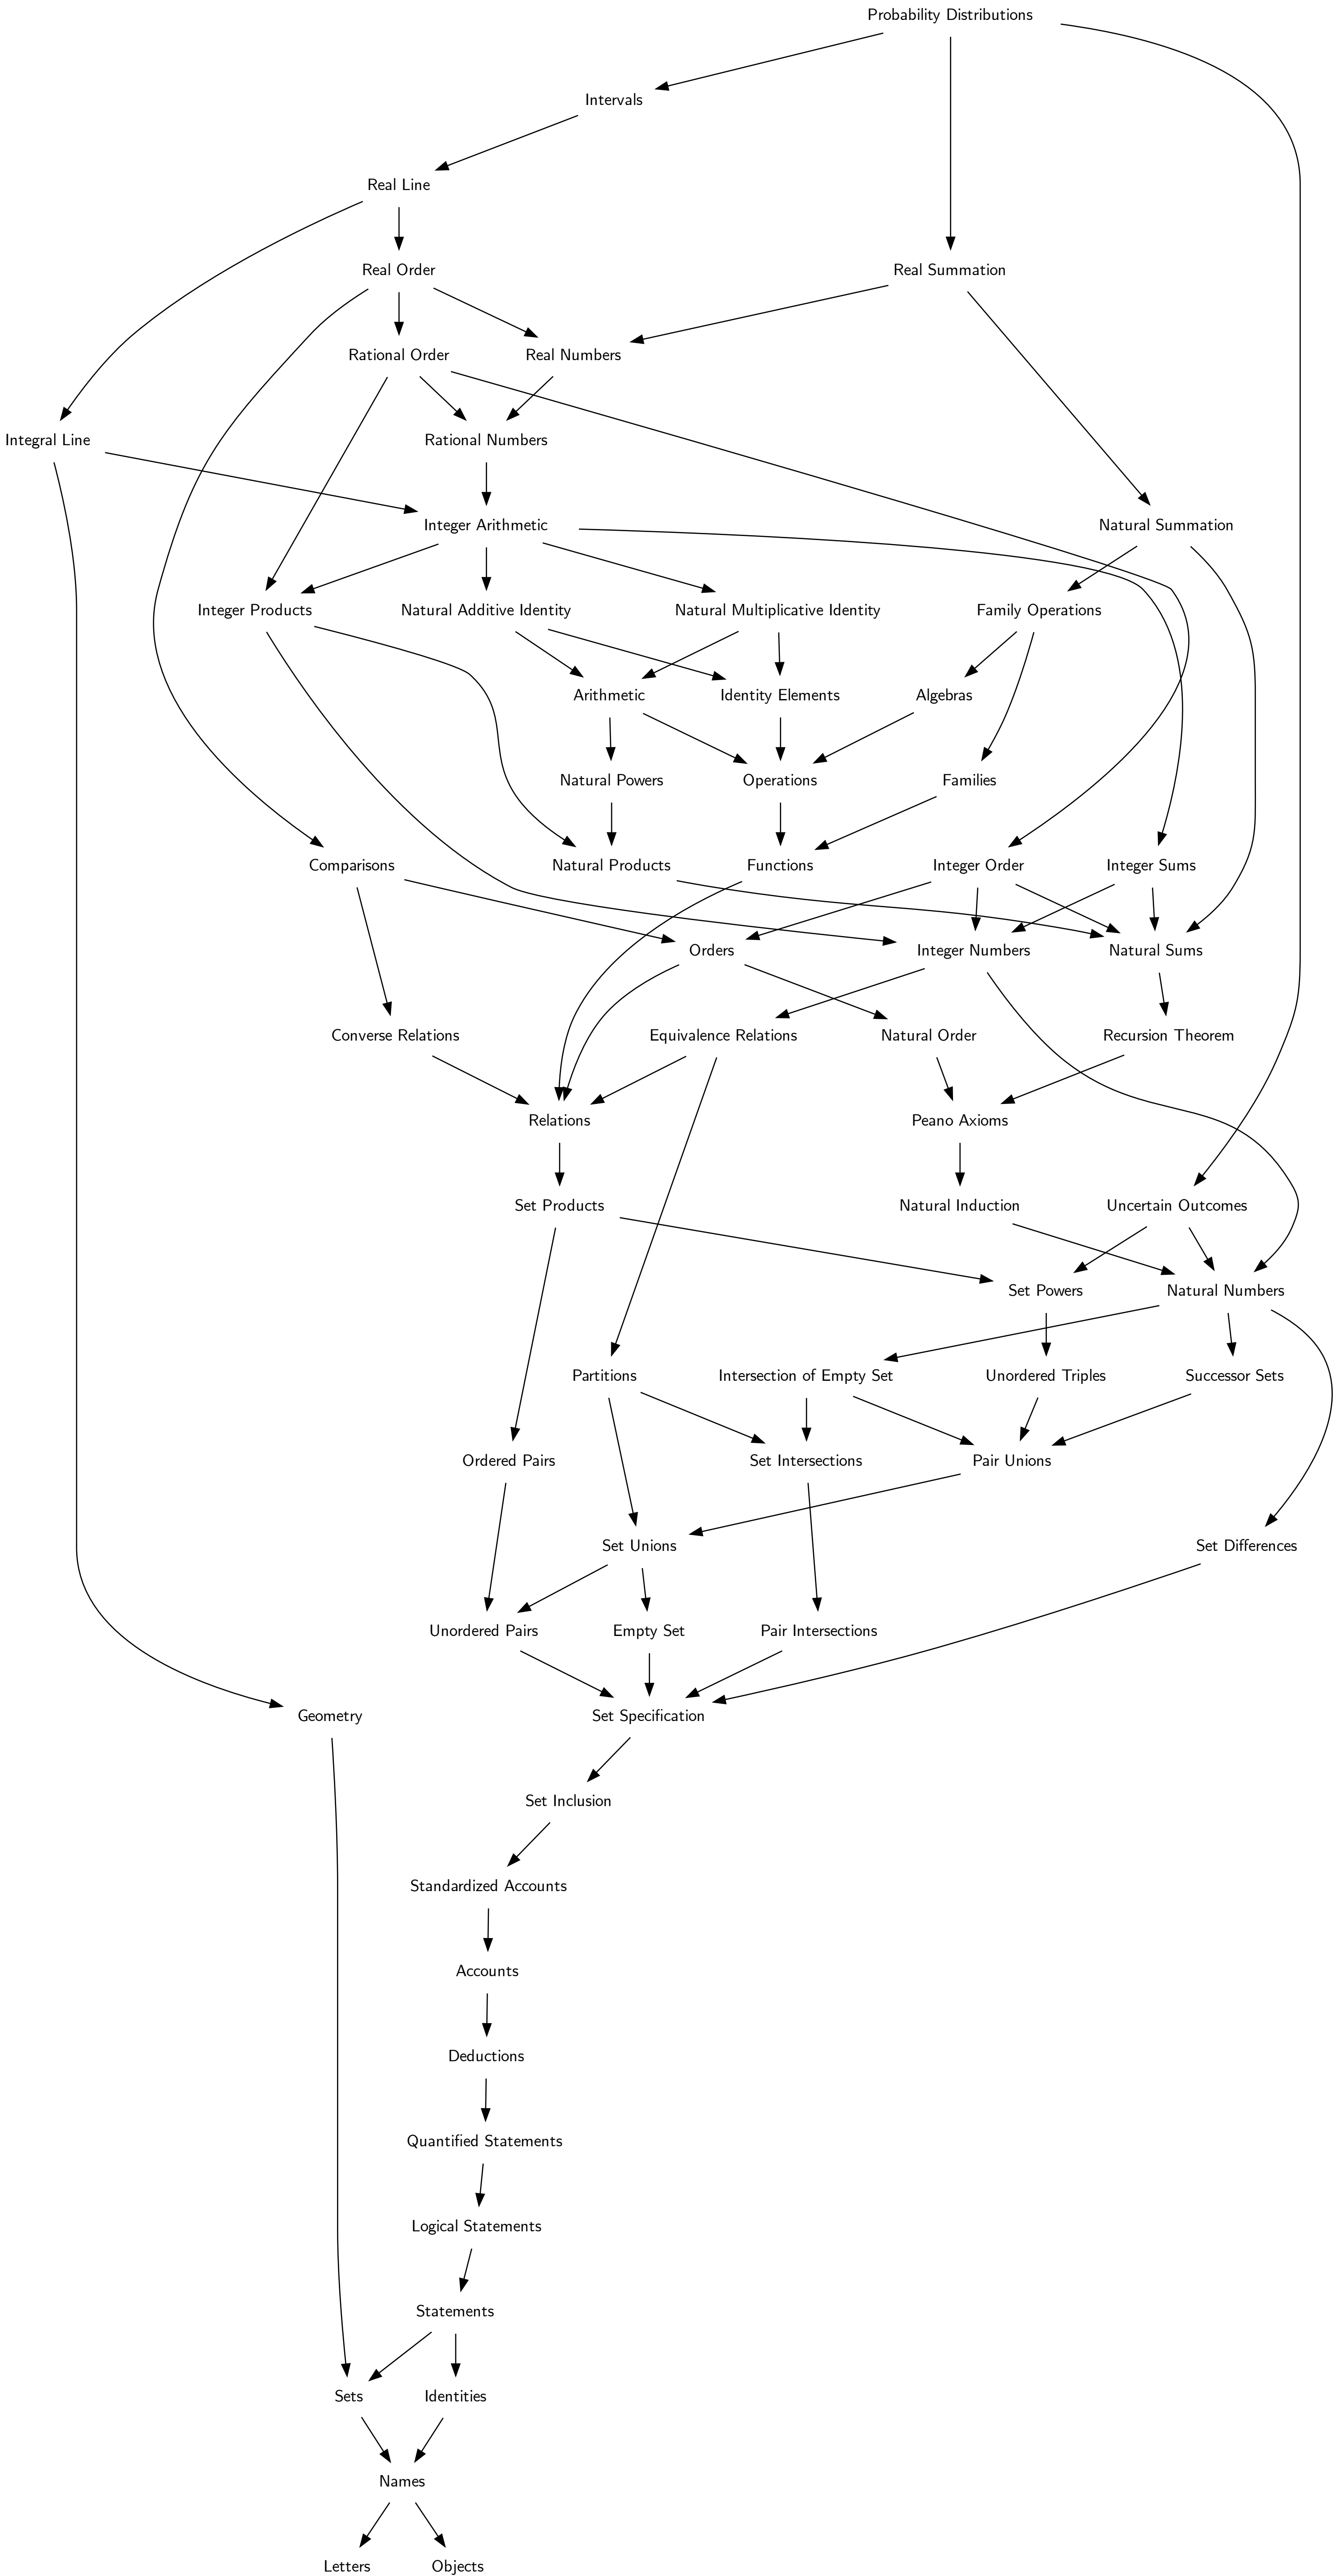 Probability Distributions
Intervals
Real Line
Real Order
Real Summation
Rational Order
Real Numbers
Integral Line
Rational Numbers
Integer Arithmetic
Natural Summation
Integer Products
Natural Additive Identity
Natural Multiplicative Identity
Family Operations
Arithmetic
Identity Elements
Algebras
Natural Powers
Operations
Families
Comparisons
Natural Products
Functions
Integer Order
Integer Sums
Orders
Integer Numbers
Natural Sums
Converse Relations
Equivalence Relations
Natural Order
Recursion Theorem
Relations
Peano Axioms
Set Products
Natural Induction
Uncertain Outcomes
Set Powers
Natural Numbers
Partitions
Intersection of Empty Set
Unordered Triples
Successor Sets
Ordered Pairs
Set Intersections
Pair Unions
Set Unions
Set Differences
Unordered Pairs
Empty Set
Pair Intersections
Geometry
Set Specification
Set Inclusion
Standardized Accounts
Accounts
Deductions
Quantified Statements
Logical Statements
Statements
Sets
Identities
Names
Letters
Objects